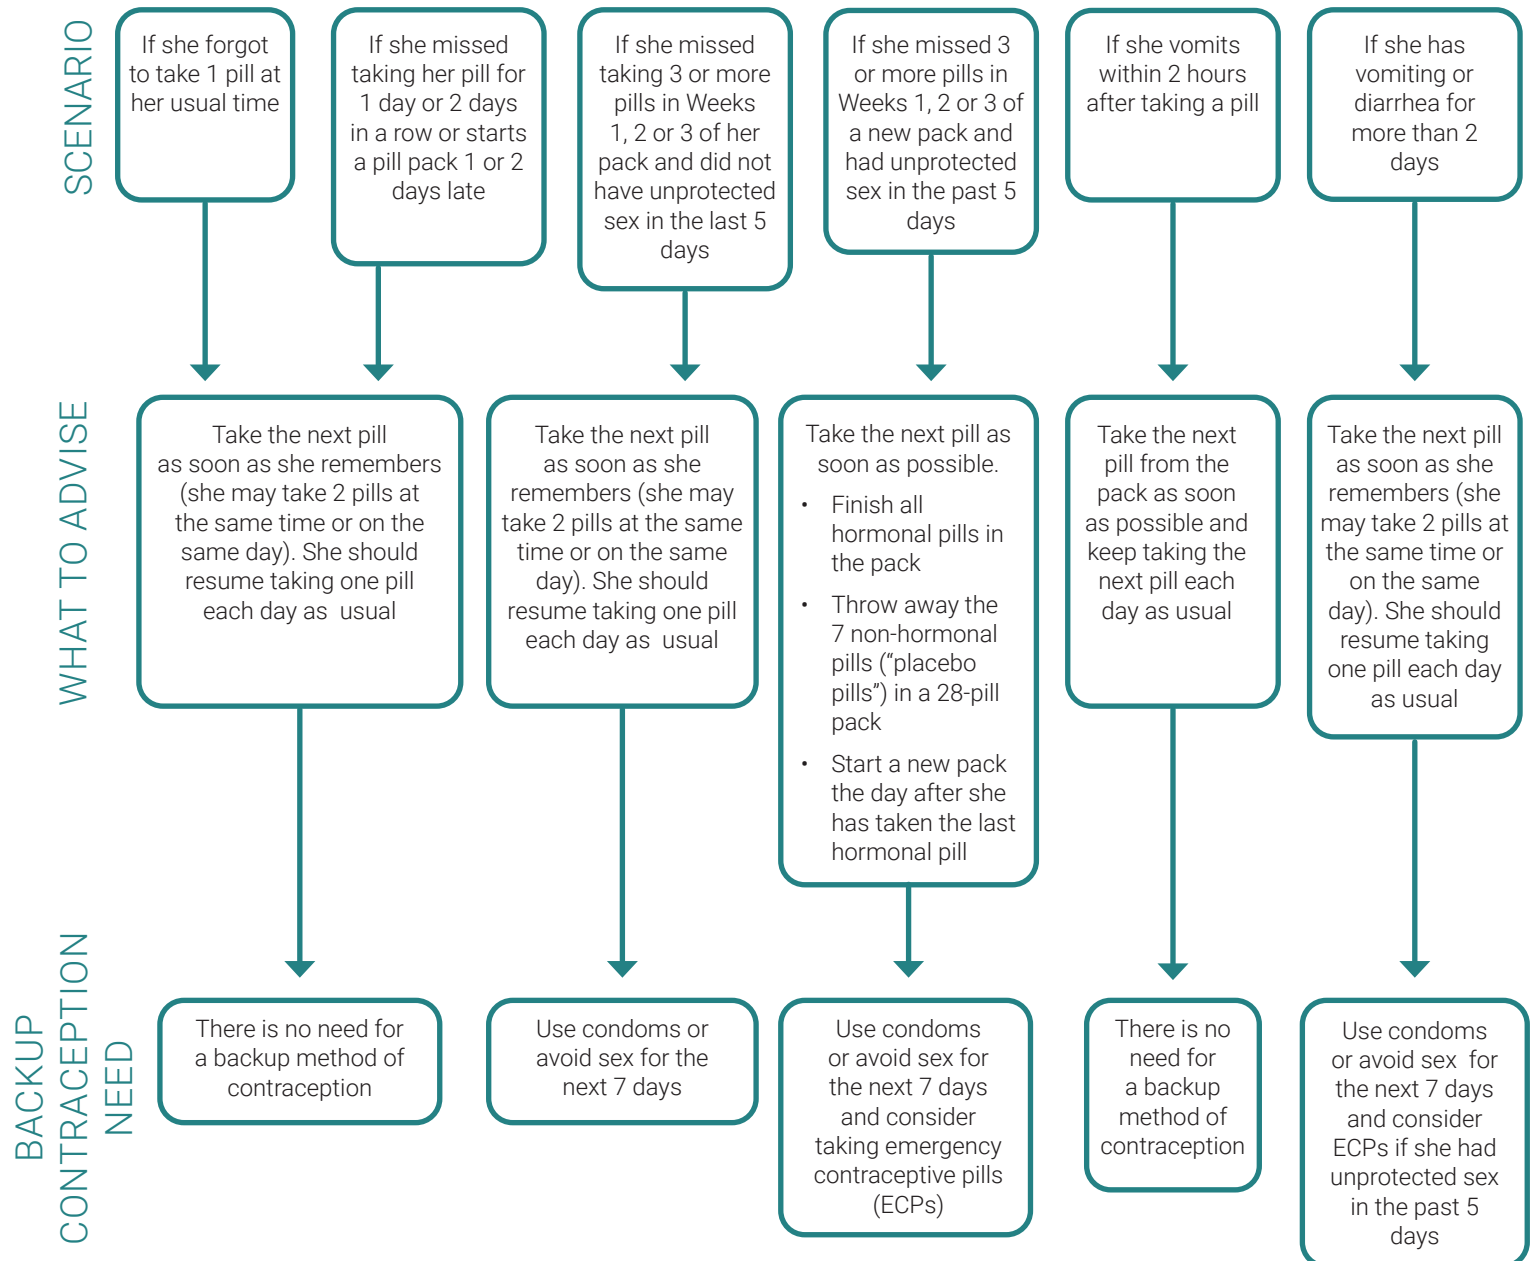 SCENARIO
If she forgot
to take 1 pill at
her usual time
If she missed
taking her pill for
1 day or 2 days
in a row or starts
a pill pack 1 or 2
days late
If she missed
taking 3 or more
pills in Weeks
1, 2 or 3 of her
pack and did not
have unprotected
sex in the last 5
days
If she missed 3
or more pills in
Weeks 1, 2 or 3 of
a new pack and
had unprotected
sex in the past 5
days
If she vomits
within 2 hours
after taking a pill
If she has
vomiting or
diarrhea for
more than 2
days
WHAT TO ADVISE
Take the next pill
as soon as she remembers
(she may take 2 pills at
the same time or on the
same day). She should
resume taking one pill
each day as usual
Take the next pill
as soon as she
remembers (she may
take 2 pills at the same
time or on the same
day). She should
resume taking one pill
each day as usual
Take the next pill as
soon as possible.
• Finish all
hormonal pills in
the pack
• Throw away the
7 non-hormonal
pills (“placebo
pills”) in a 28-pill
pack
• Start a new pack
the day after she
has taken the last
hormonal pill
Take the next
pill from the
pack as soon
as possible and
keep taking the
next pill each
day as usual
Take the next pill
as soon as she
remembers (she
may take 2 pills at
the same time or
on the same
day). She should
resume taking
one pill each day
as usual
BACKUP
CONTRACEPTION
NEED
There is no need for
a backup method of
contraception
Use condoms or
avoid sex for the
next 7 days
Use condoms
or avoid sex for
the next 7 days
and consider
taking emergency
contraceptive pills
(ECPs)
There is no
need for
a backup
method of
contraception
Use condoms
or avoid sex for
the next 7 days
and consider
ECPs if she had
unprotected sex
in the past 5
days